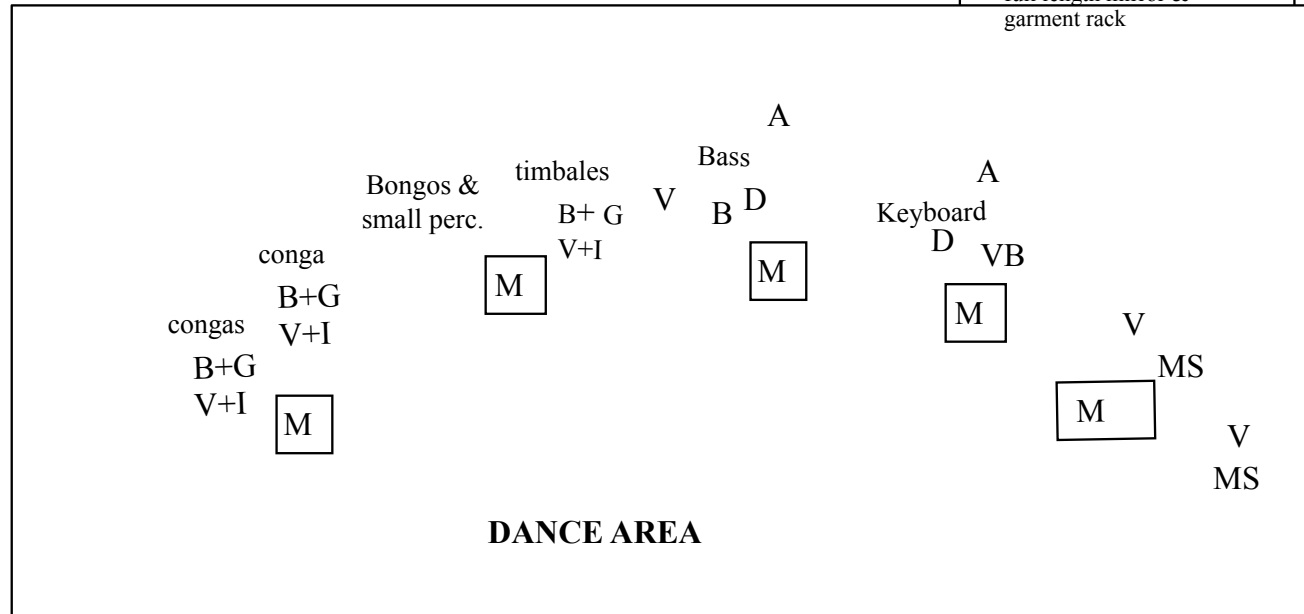 garment rack
A
Bass
timbales
A
Bongos &
small perc.
V
B D
B+ G
V+I
Keyboard
D
VB
conga
M
M
M
B+G
V+I
congas
V
MS
B+G
V+I
M
M
V
MS
DANCE AREA